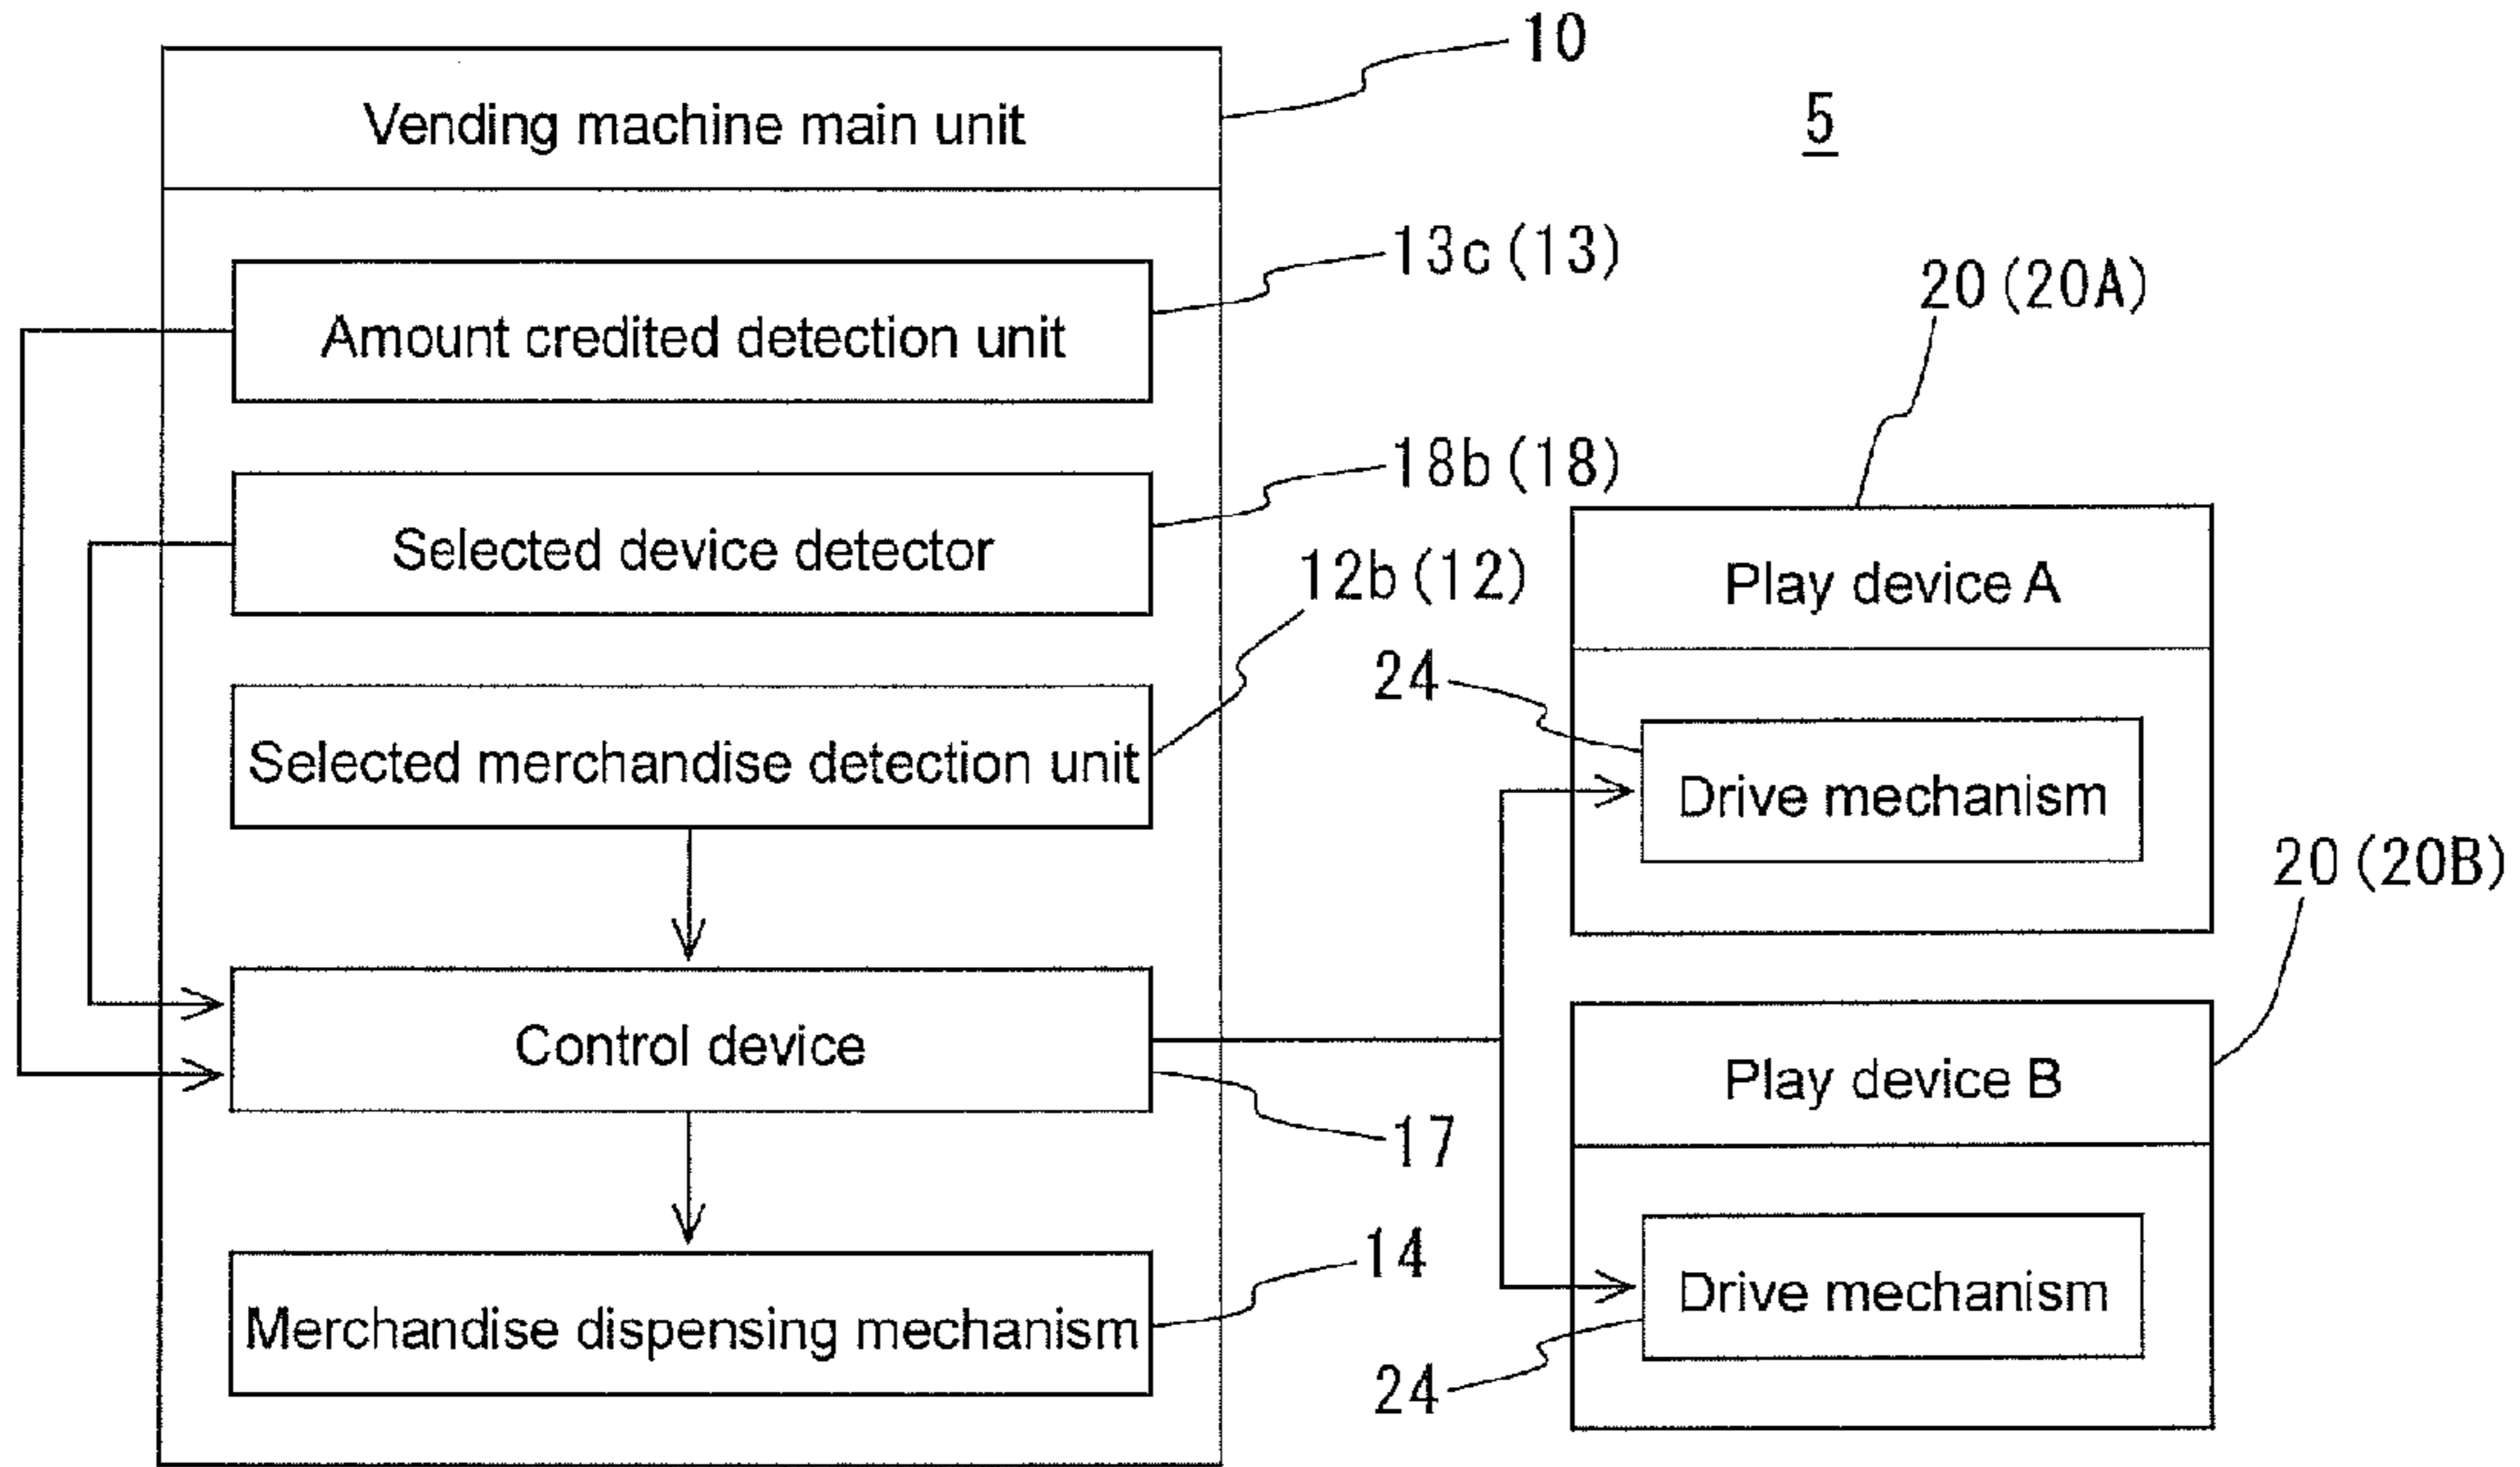 10
Vending machine main unit
5
13c(13)
20(20A)
Amount credited detection unit
18b(18)
Selected device detector
12b(12)
Play device A
24
Selected merchandise detection unit
Drive mechanism
20(20B)
Control device
Play device B
17
14
Drive mechanism
Merchandise dispensing mechanism
24